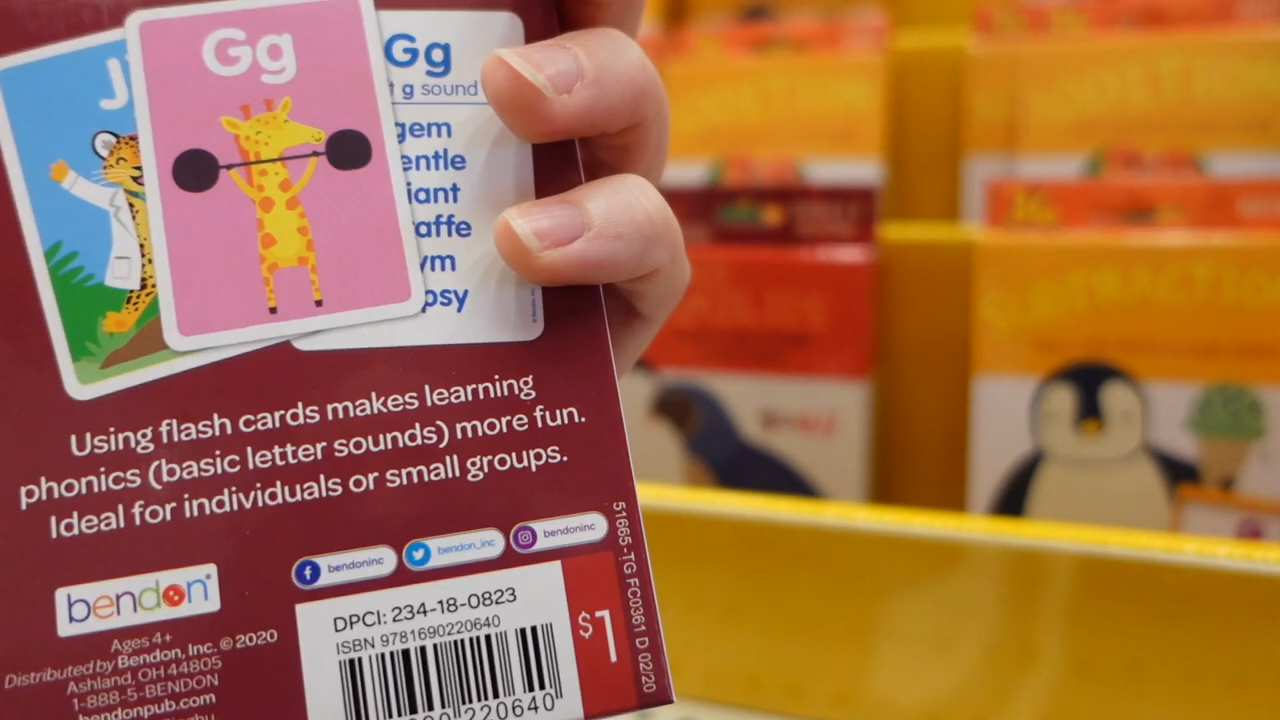 J
Gg
Gg
g sound
gem
entle
iant
affe
ym
psy
Using flash cards makes learning
phonics (basic letter sounds) more fun.
Ideal for individuals or small groups.
bendoninc
bendon_inc
bendoninc
bendon
Ages 4+
Distributed by Bendon, Inc. © 2020
Ashland, OH 44805
1-888-5-BENDON
bendonpub.com
DPCI: 234-18-0823
ISBN 9781690220640
220640
$1
51665-TG FC0361 D 02/20
SUBTRACTION